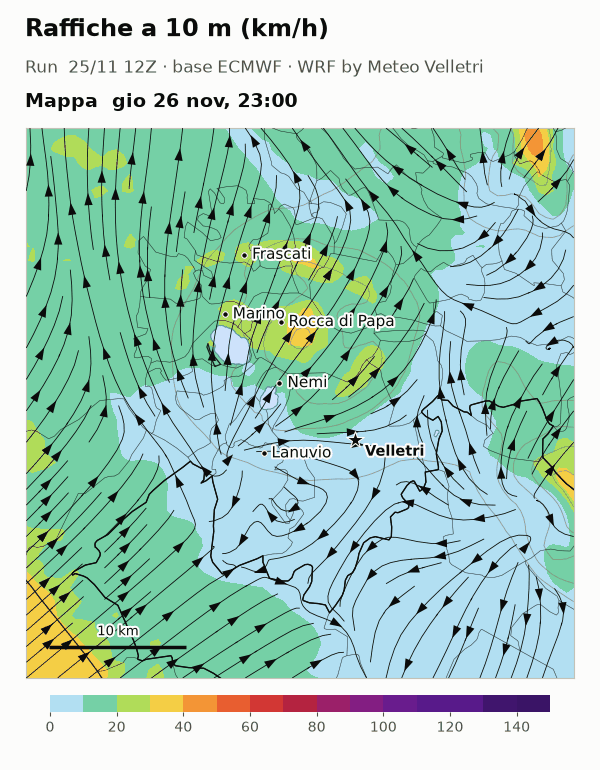 Raffiche a 10 m (km/h)
Run  25/11 12Z · base ECMWF · WRF by Meteo Velletri
Mappa  gio 26 nov, 23:00
Frascati
Marino
Rocca di Papa
Nemi
Velletri
Lanuvio
10 km
0 20 40 60 80 100 120 140